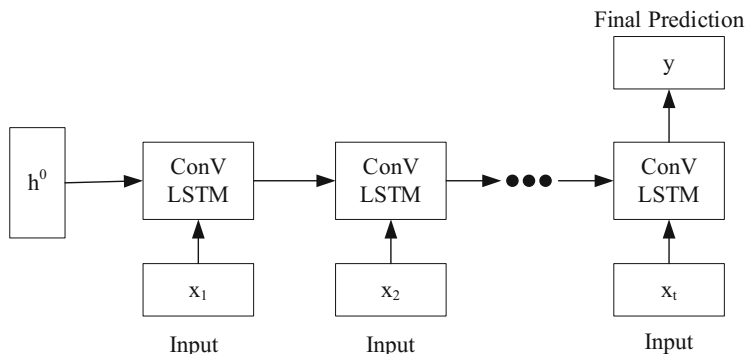 Final Prediction
y
h⁰
ConV
LSTM
ConV
LSTM
ConV
LSTM
x₁
x₂
xₜ
Input
Input
Input